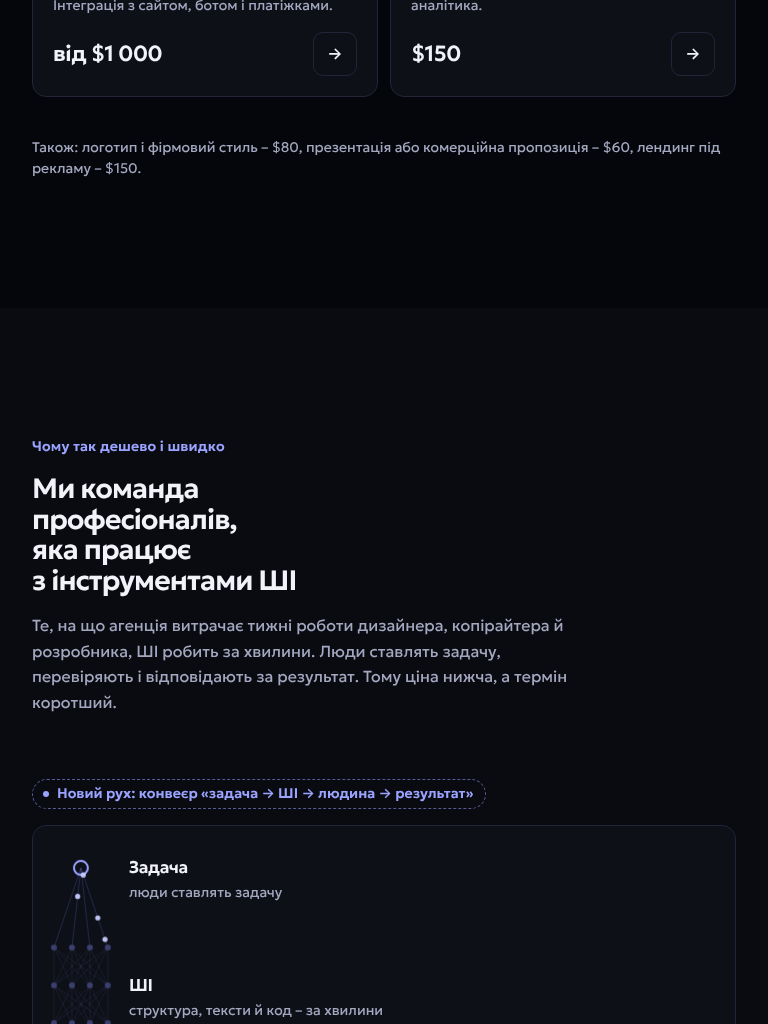 Інтеграція з сайтом, ботом і платіжками.
аналітика.
від $1 000
→
$150
→
Також: логотип і фірмовий стиль – $80, презентація або комерційна пропозиція – $60, лендинг під
рекламу – $150.
Чому так дешево і швидко
Ми команда
професіоналів,
яка працює
з інструментами ШІ
Те, на що агенція витрачає тижні роботи дизайнера, копірайтера й
розробника, ШІ робить за хвилини. Люди ставлять задачу,
перевіряють і відповідають за результат. Тому ціна нижча, а термін
коротший.
Новий рух: конвеєр «задача → ШІ → людина → результат»
Задача
люди ставлять задачу
ШІ
структура, тексти й код – за хвилини